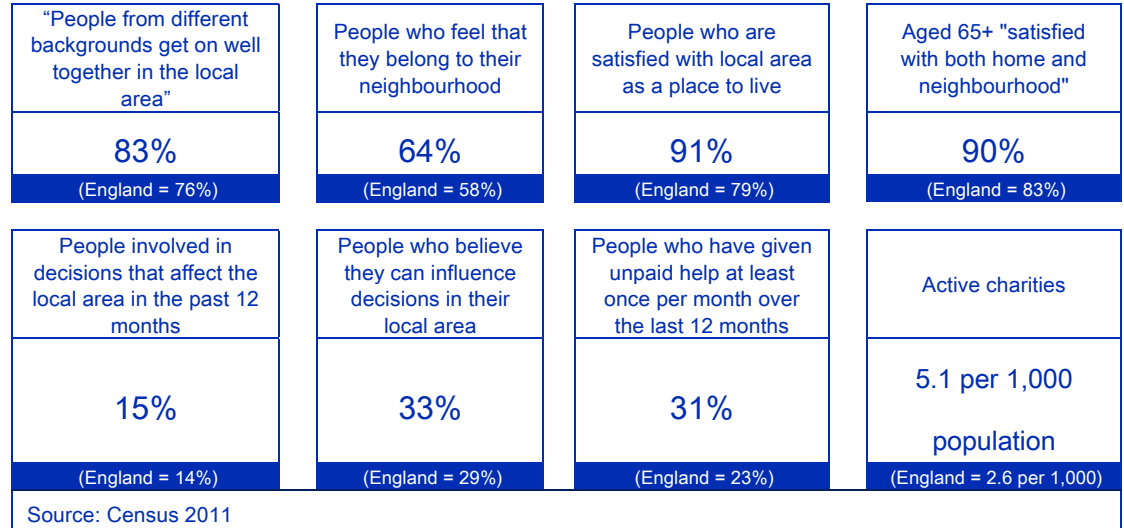 “People from different
backgrounds get on well
together in the local
area”
83%
(England = 76%)
People who feel that
they belong to their
neighbourhood
64%
(England = 58%)
People who are
satisfied with local area
as a place to live
91%
(England = 79%)
Aged 65+ "satisfied
with both home and
neighbourhood"
90%
(England = 83%)
People involved in
decisions that affect the
local area in the past 12
months
15%
(England = 14%)
People who believe
they can influence
decisions in their
local area
33%
(England = 29%)
People who have given
unpaid help at least
once per month over
the last 12 months
31%
(England = 23%)
Active charities
5.1 per 1,000
population
(England = 2.6 per 1,000)
Source: Census 2011